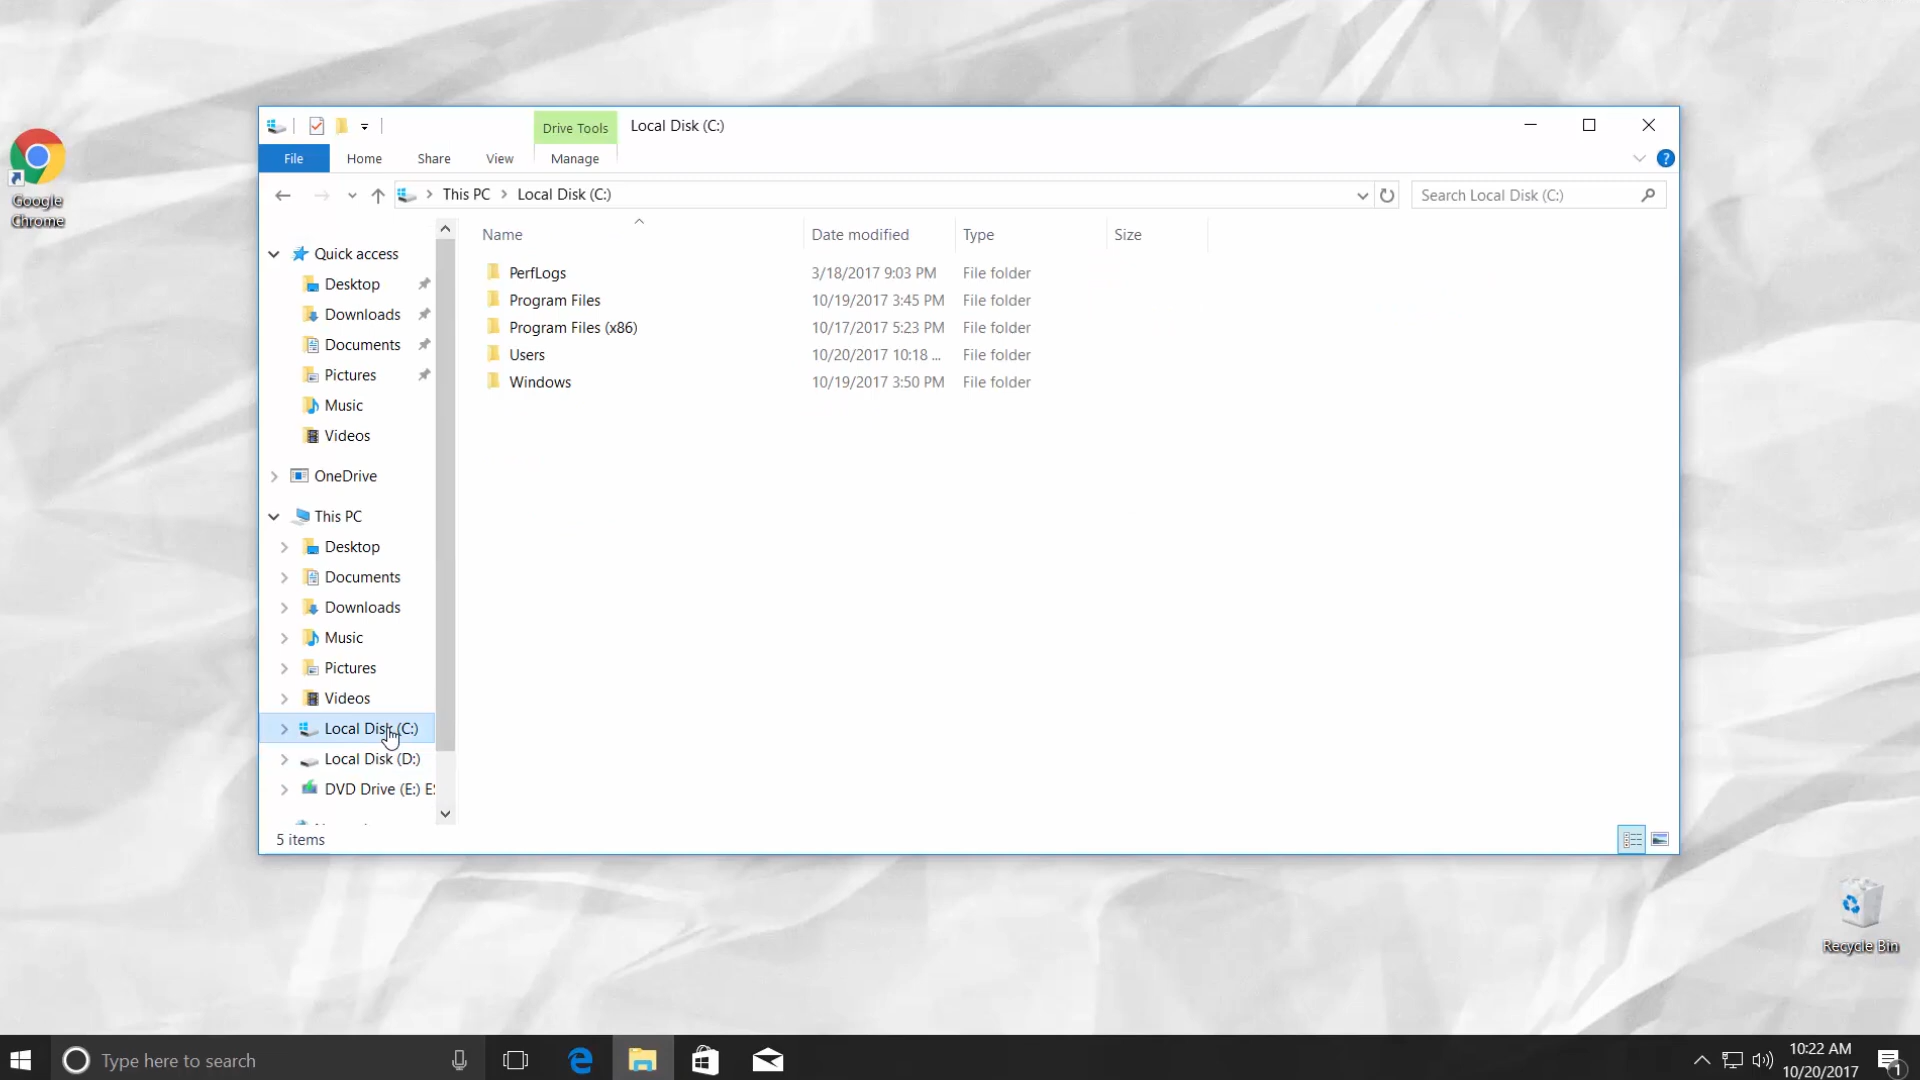 Google
Chrome
Drive Tools
Local Disk (C:)
File
Home
Share
View
Manage
This PC
Local Disk (C:)
Search Local Disk (C:)
Name
Date modified
Type
Size
PerfLogs
3/18/2017 9:03 PM
File folder
Program Files
10/19/2017 3:45 PM
File folder
Program Files (x86)
10/17/2017 5:23 PM
File folder
Users
10/20/2017 10:18 ...
File folder
Windows
10/19/2017 3:50 PM
File folder
Quick access
Desktop
Downloads
Documents
Pictures
Music
Videos
OneDrive
This PC
Desktop
Documents
Downloads
Music
Pictures
Videos
Local Disk (C:)
Local Disk (D:)
DVD Drive (E:)
5 items
Recycle Bin
Type here to search
10:22 AM
10/20/2017
1